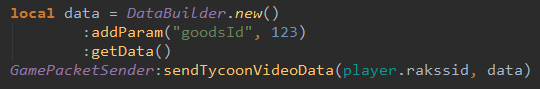 local data = DataBuilder.new()
:addParam("goodsId", 123)
:getData()
GamePacketSender:sendTycoonVideoData(player.rakssid, data)